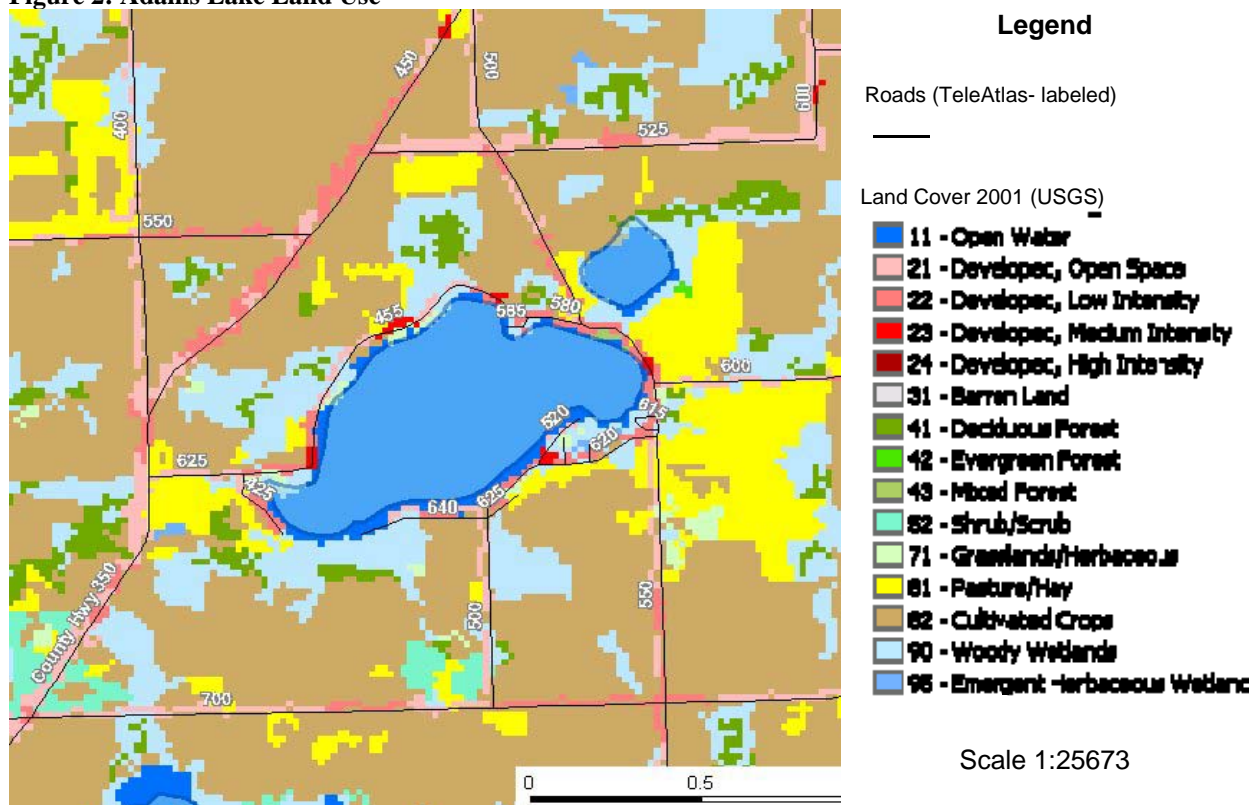 Figure 2: Adams Lake Land Use
Legend
Roads (TeleAtlas- labeled)
Land Cover 2001 (USGS)
11 - Open Water
21 - Developed, Open Space
22 - Developed, Low Intensity
23 - Developed, Medium Intensity
24 - Developed, High Intensity
31 - Barren Land
41 - Deciduous Forest
42 - Evergreen Forest
43 - Mixed Forest
52 - Shrub/Scrub
71 - Grasslands/Herbaceous
81 - Pasture/Hay
82 - Cultivated Crops
90 - Woody Wetlands
95 - Emergent Herbaceous Wetland
Scale 1:25673
450
500
600
400
525
550
455
585
580
600
615
520
620
625
425
640
625
County Hwy 350
500
550
700
0 0.5